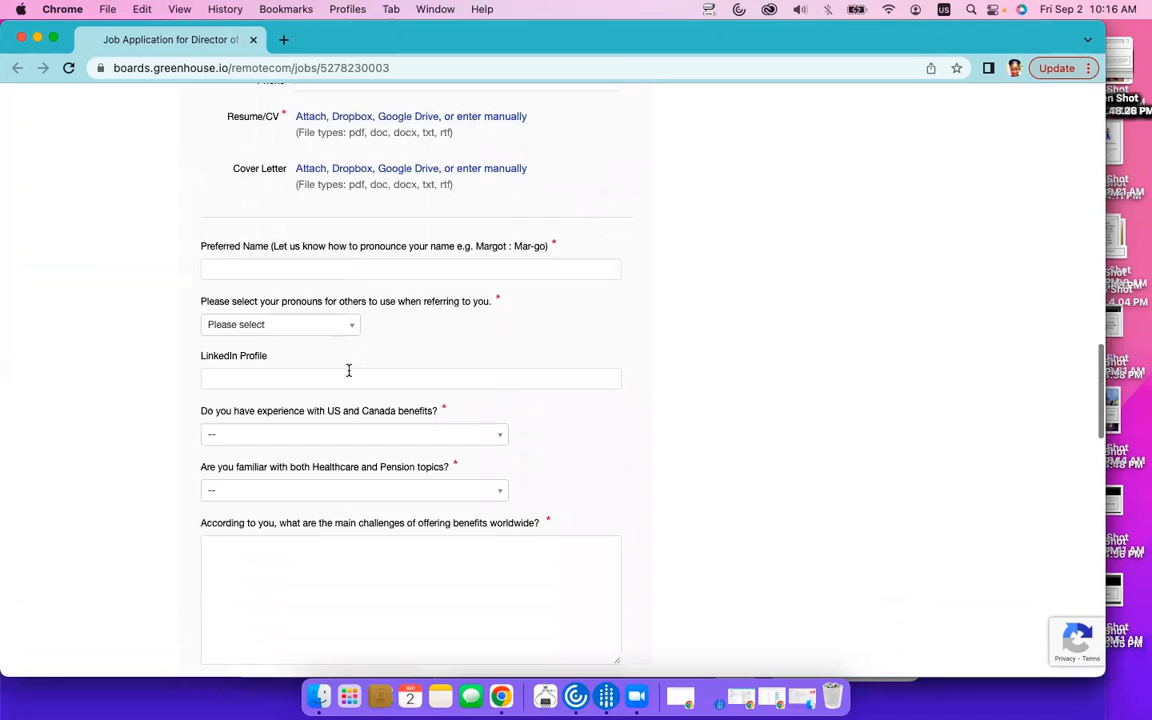 Chrome File Edit View History Bookmarks Profiles Tab Window Help US Fri Sep 2 10:16 AM
Job Application for Director of
boards.greenhouse.io/remotecom/jobs/5278230003 Update
Resume/CV * Attach, Dropbox, Google Drive, or enter manually
(File types: pdf, doc, docx, txt, rtf)
Cover Letter Attach, Dropbox, Google Drive, or enter manually
(File types: pdf, doc, docx, txt, rtf)
Preferred Name (Let us know how to pronounce your name e.g. Margot : Mar-go) *
Please select your pronouns for others to use when referring to you. *
Please select
LinkedIn Profile
Do you have experience with US and Canada benefits? *
--
Are you familiar with both Healthcare and Pension topics? *
--
According to you, what are the main challenges of offering benefits worldwide? *
Privacy - Terms
2